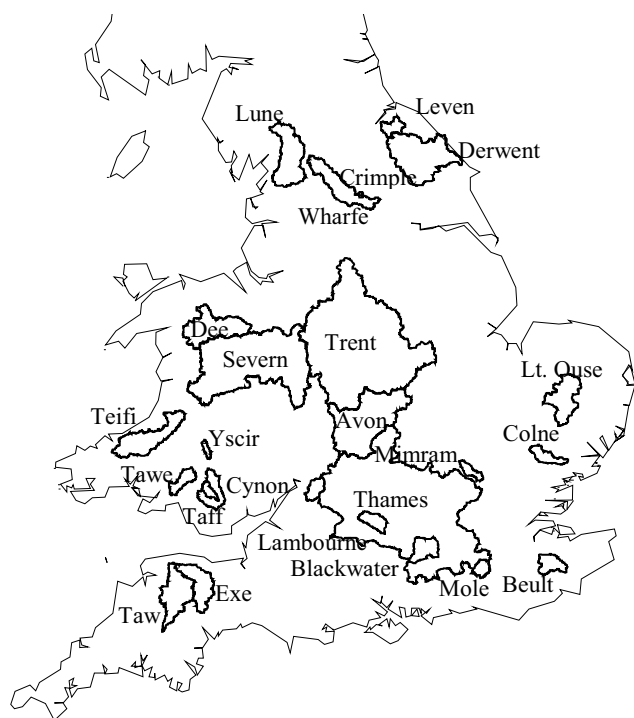 Leven
Lune
Derwent
Crimple
Wharfe
Dee
Trent
Severn
Lt. Ouse
Teifi
Avon
Colne
Yscir
Mimram
Tawe
Cynon
Thames
Taff
Lambourne
Blackwater
Mole
Beult
Exe
Taw